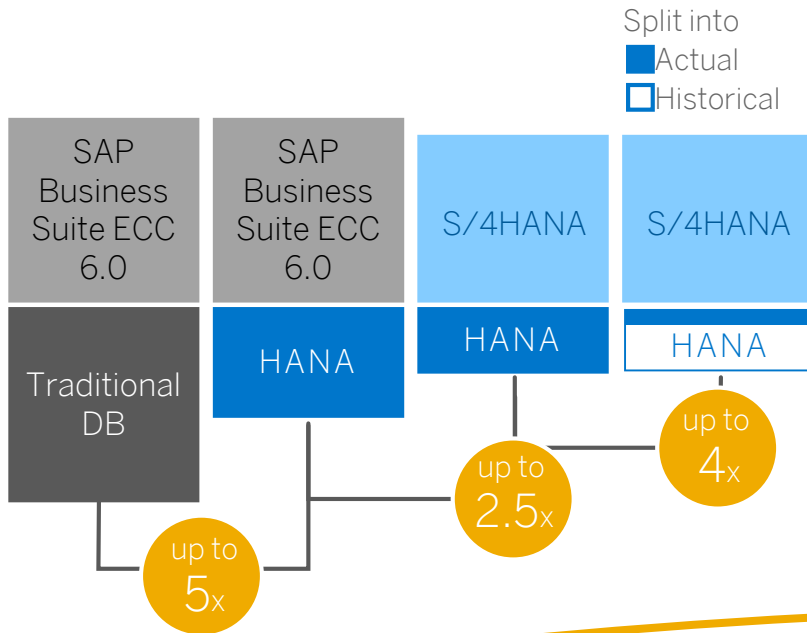 Split into
Actual
Historical
SAP
Business
Suite ECC
6.0
SAP
Business
Suite ECC
6.0
S/4HANA
S/4HANA
Traditional
DB
HANA
HANA
HANA
up to
5x
up to
2.5x
up to
4x